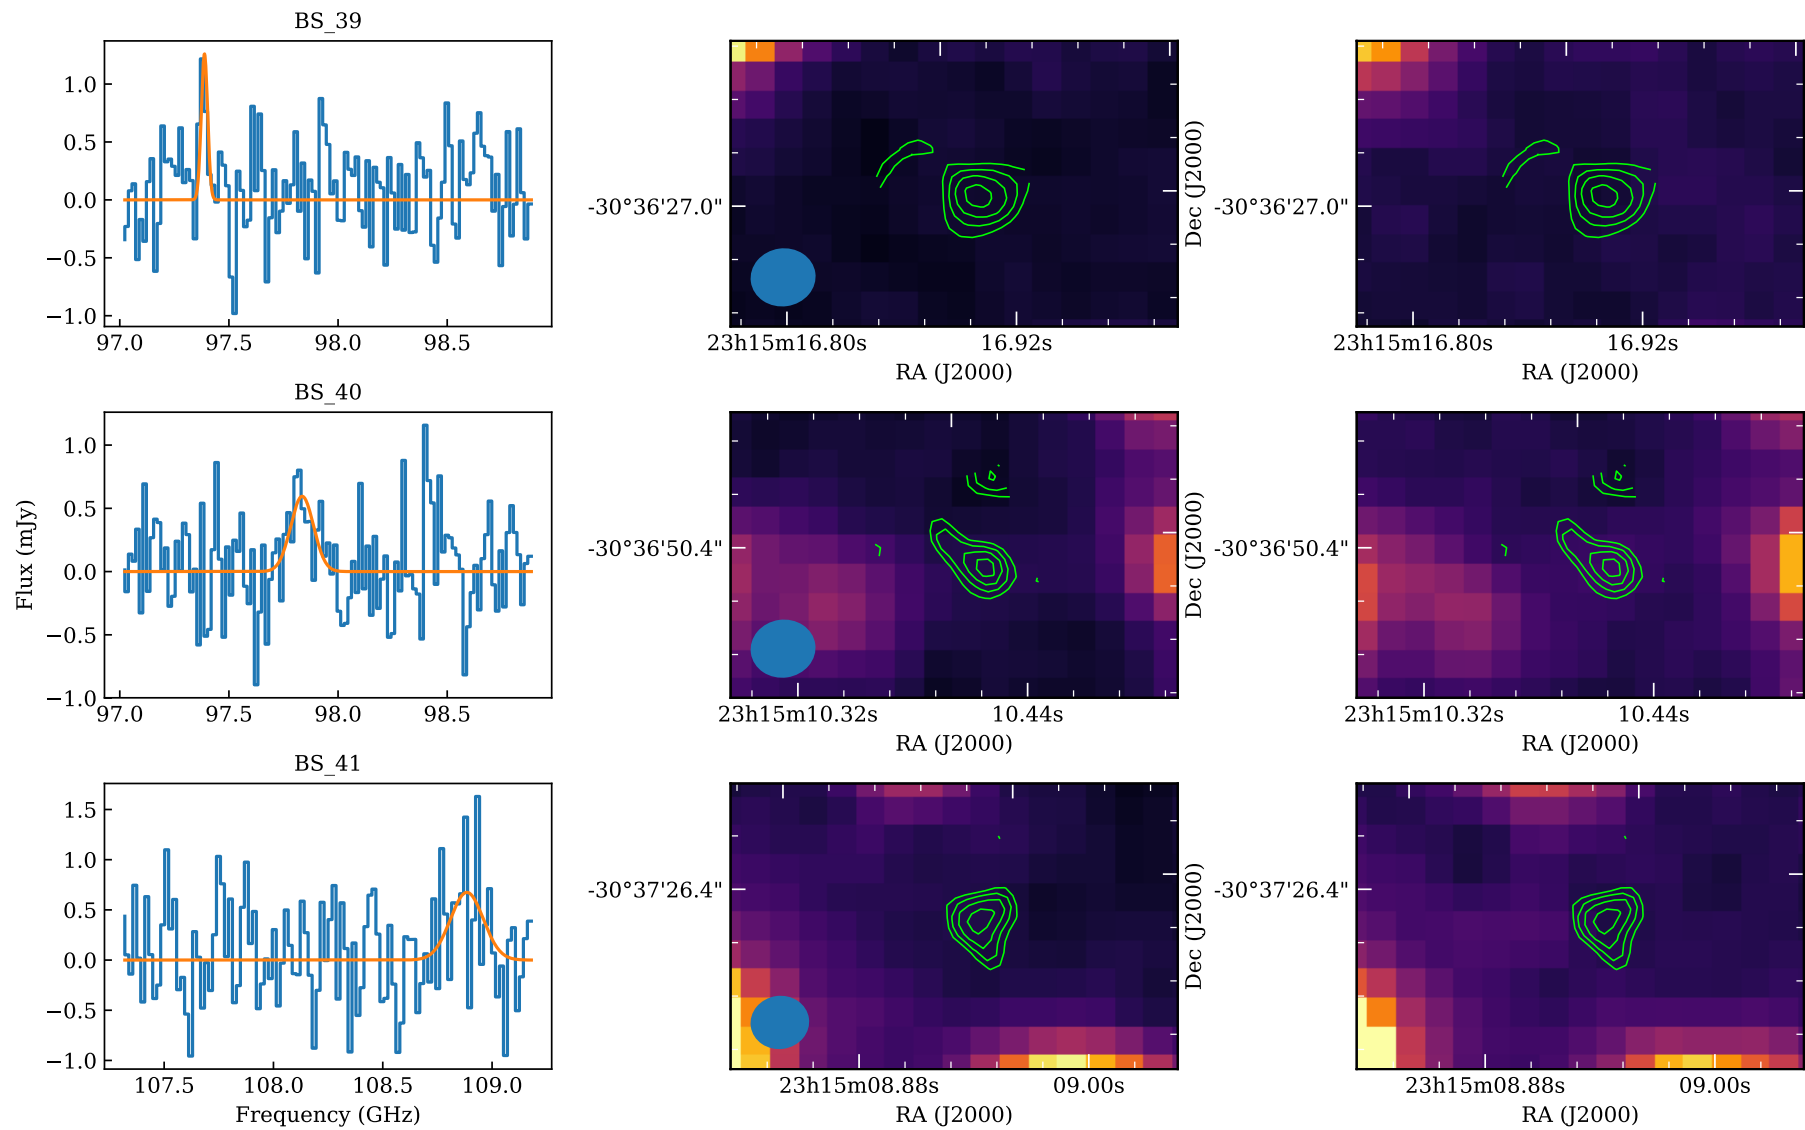 BS_39
1.0
0.5
0.0
−0.5
−1.0
97.0 97.5 98.0 98.5
-30°36'27.0"
23h15m16.80s 16.92s
RA (J2000)
Dec (J2000)
-30°36'27.0"
23h15m16.80s 16.92s
RA (J2000)
BS_40
Flux (mJy)
1.0
0.5
0.0
−0.5
−1.0
97.0 97.5 98.0 98.5
-30°36'50.4"
23h15m10.32s 10.44s
RA (J2000)
Dec (J2000)
-30°36'50.4"
23h15m10.32s 10.44s
RA (J2000)
BS_41
1.5
1.0
0.5
0.0
−0.5
−1.0
107.5 108.0 108.5 109.0
Frequency (GHz)
-30°37'26.4"
23h15m08.88s 09.00s
RA (J2000)
Dec (J2000)
-30°37'26.4"
23h15m08.88s 09.00s
RA (J2000)